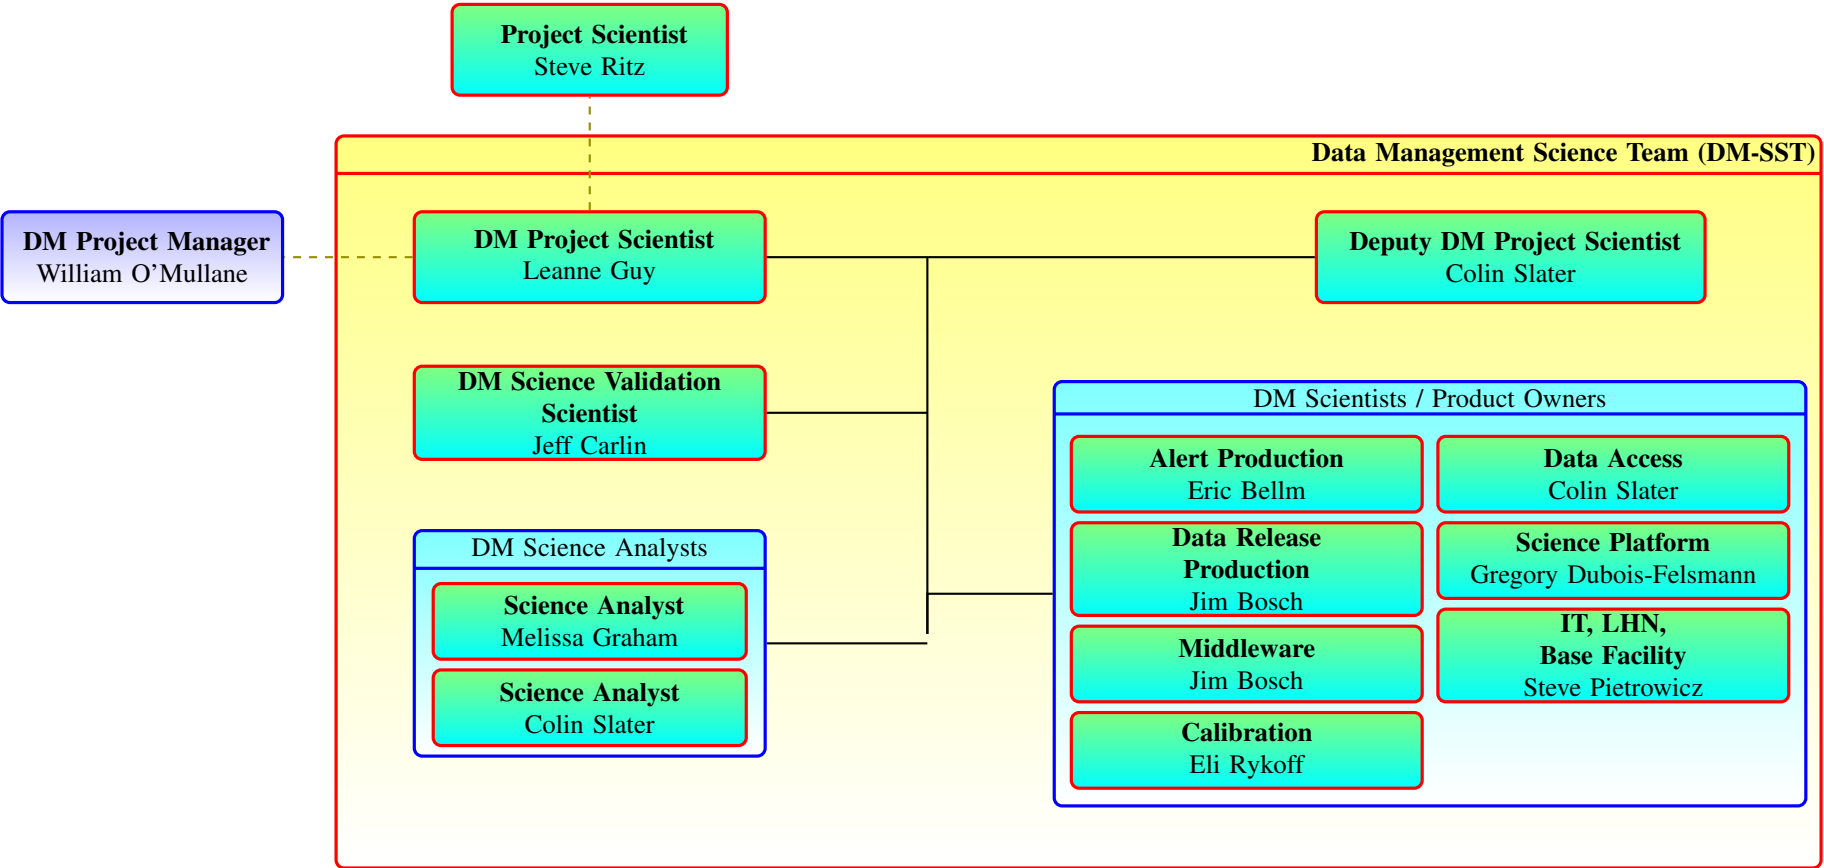 Project Scientist
Steve Ritz
Data Management Science Team (DM-SST)
DM Project Manager
William O'Mullane
DM Project Scientist
Leanne Guy
Deputy DM Project Scientist
Colin Slater
DM Science Validation
Scientist
Jeff Carlin
DM Science Analysts
Science Analyst
Melissa Graham
Science Analyst
Colin Slater
DM Scientists / Product Owners
Alert Production
Eric Bellm
Data Release
Production
Jim Bosch
Middleware
Jim Bosch
Calibration
Eli Rykoff
Data Access
Colin Slater
Science Platform
Gregory Dubois-Felsmann
IT, LHN,
Base Facility
Steve Pietrowicz